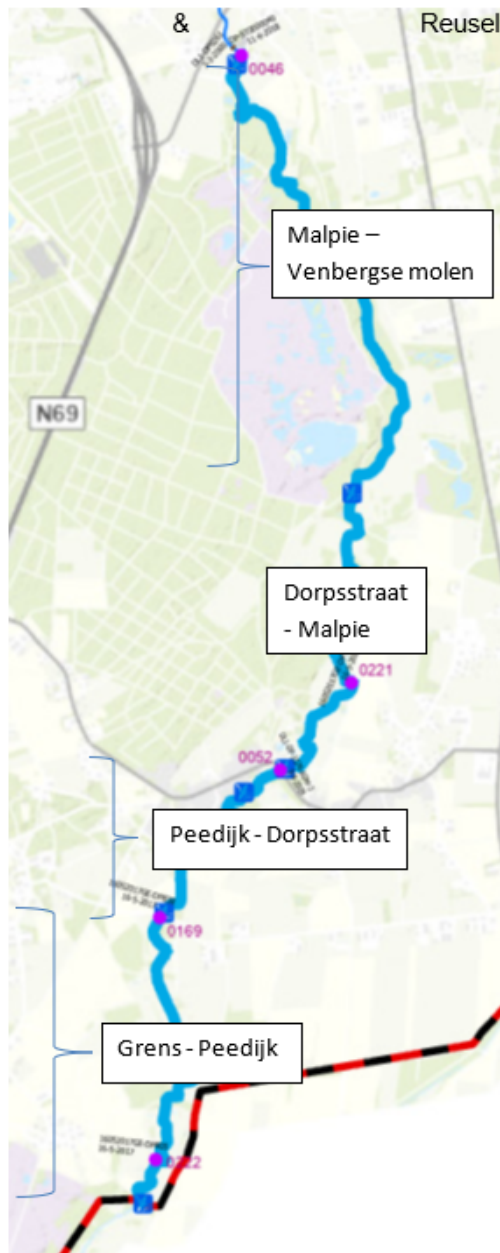 & Reusel
0046
Malpie –
Venbergse molen
N69
Dorpsstraat
- Malpie
0221
0052
Peedijk - Dorpsstraat
0169
Grens - Peedijk